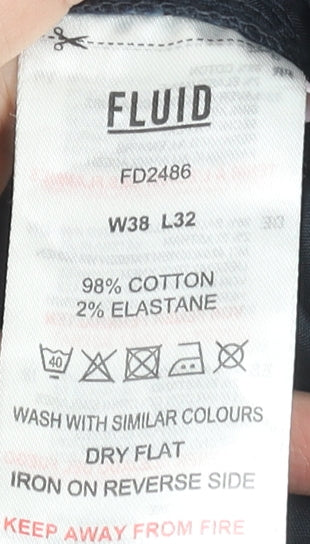 FLUID
FD2486
W38 L32
98% COTTON
2% ELASTANE
40
WASH WITH SIMILAR COLOURS
DRY FLAT
IRON ON REVERSE SIDE
KEEP AWAY FROM FIRE